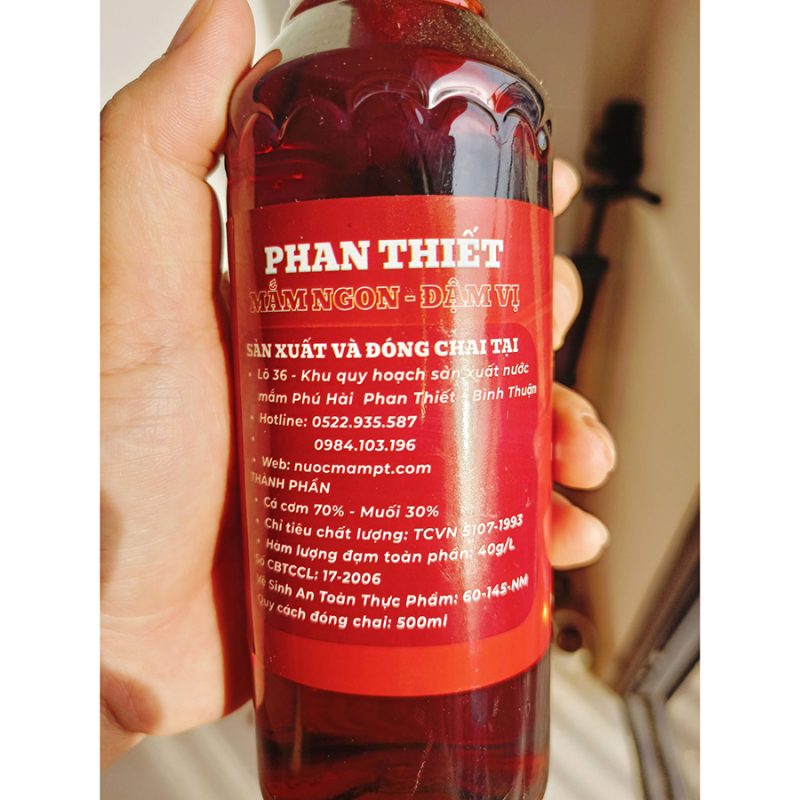 PHAN THIẾT
MẮM NGON - ĐẬM VỊ
SẢN XUẤT VÀ ĐÓNG CHAI TẠI
• Lô 36 - Khu quy hoạch sản xuất nước
mắm Phú Hài Phan Thiết - Bình Thuận
• Hotline: 0522.935.587
• 0984.103.196
• Web: nuocmampt.com
THÀNH PHẦN
• Cá cơm 70% - Muối 30%
• Chỉ tiêu chất lượng: TCVN 5107-1993
• Hàm lượng đạm toàn phần: 40g/L
Số CBTCCL: 17-2006
Vệ Sinh An Toàn Thực Phẩm: 60-145-NM
Quy cách đóng chai: 500ml